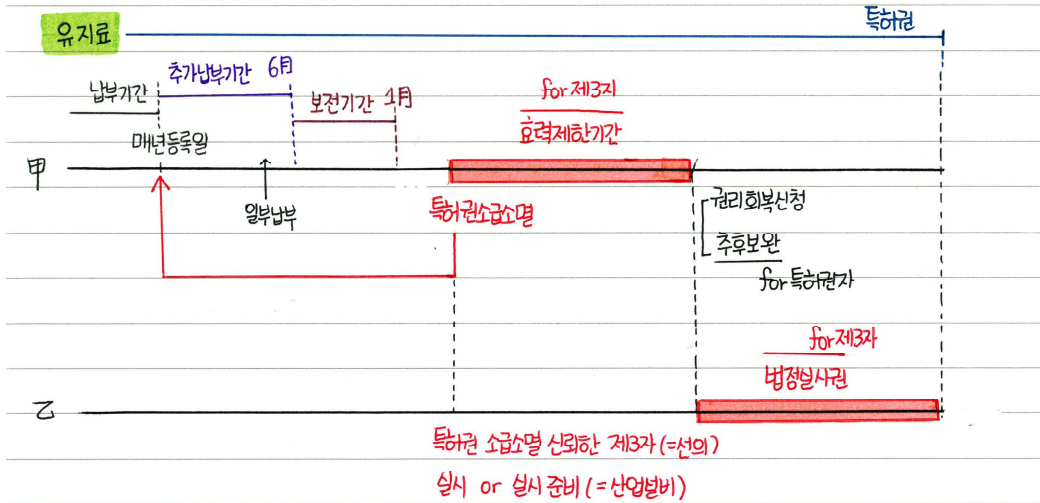 특허권
유지료
추가납부기간 6月
납부기간
보전기간 1月
for 제3자
효력제한기간
매년등록일
甲
일부납부
특허권소급소멸
권리회복신청
추후보완
for 특허권자
for 제3자
법정실시권
乙
특허권 소급소멸 신뢰한 제3자 (=선의)
실시 or 실시 준비 (=산업설비)